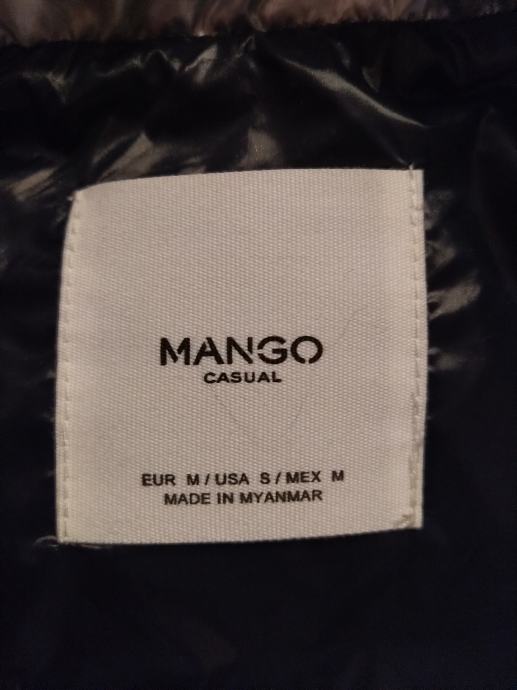 MANGO
CASUAL
EUR M / USA S / MEX M
MADE IN MYANMAR